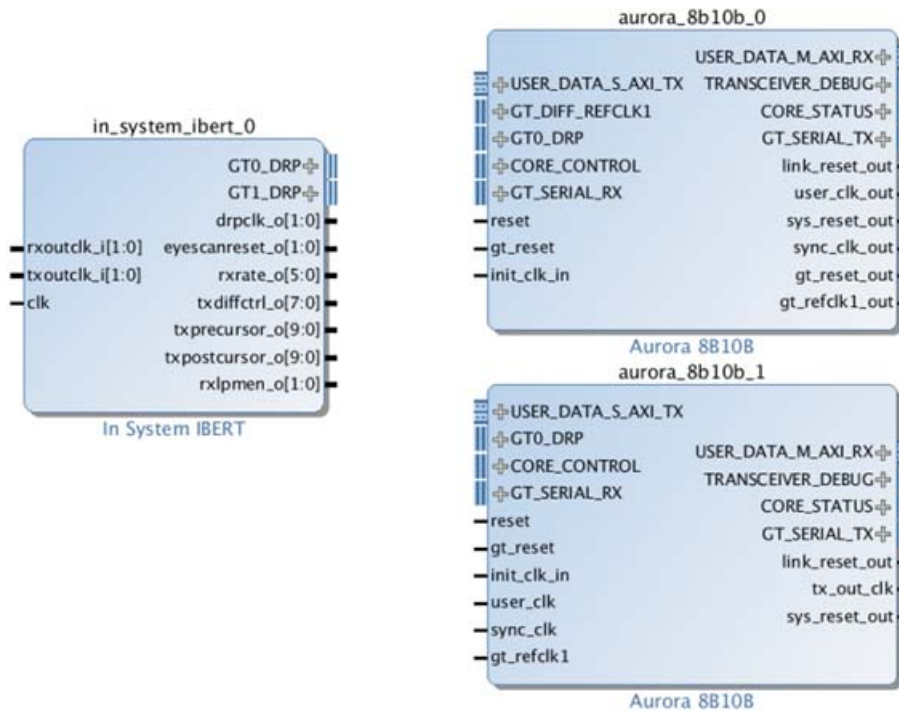 in_system_ibert_0
GT0_DRP
GT1_DRP
drpclk_o[1:0]
rxoutclk_i[1:0] eyescanreset_o[1:0]
txoutclk_i[1:0] rxrate_o[5:0]
clk txdiffctrl_o[7:0]
txprecursor_o[9:0]
txpostcursor_o[9:0]
rxlpmen_o[1:0]
In System IBERT
aurora_8b10b_0
USER_DATA_M_AXI_RX
USER_DATA_S_AXI_TX TRANSCEIVER_DEBUG
GT_DIFF_REFCLK1 CORE_STATUS
GT0_DRP GT_SERIAL_TX
CORE_CONTROL link_reset_out
GT_SERIAL_RX user_clk_out
reset sys_reset_out
gt_reset sync_clk_out
init_clk_in gt_reset_out
gt_refclk1_out
Aurora 8B10B
aurora_8b10b_1
USER_DATA_S_AXI_TX
GT0_DRP USER_DATA_M_AXI_RX
CORE_CONTROL TRANSCEIVER_DEBUG
GT_SERIAL_RX CORE_STATUS
reset GT_SERIAL_TX
gt_reset link_reset_out
init_clk_in tx_out_clk
user_clk sys_reset_out
sync_clk
gt_refclk1
Aurora 8B10B